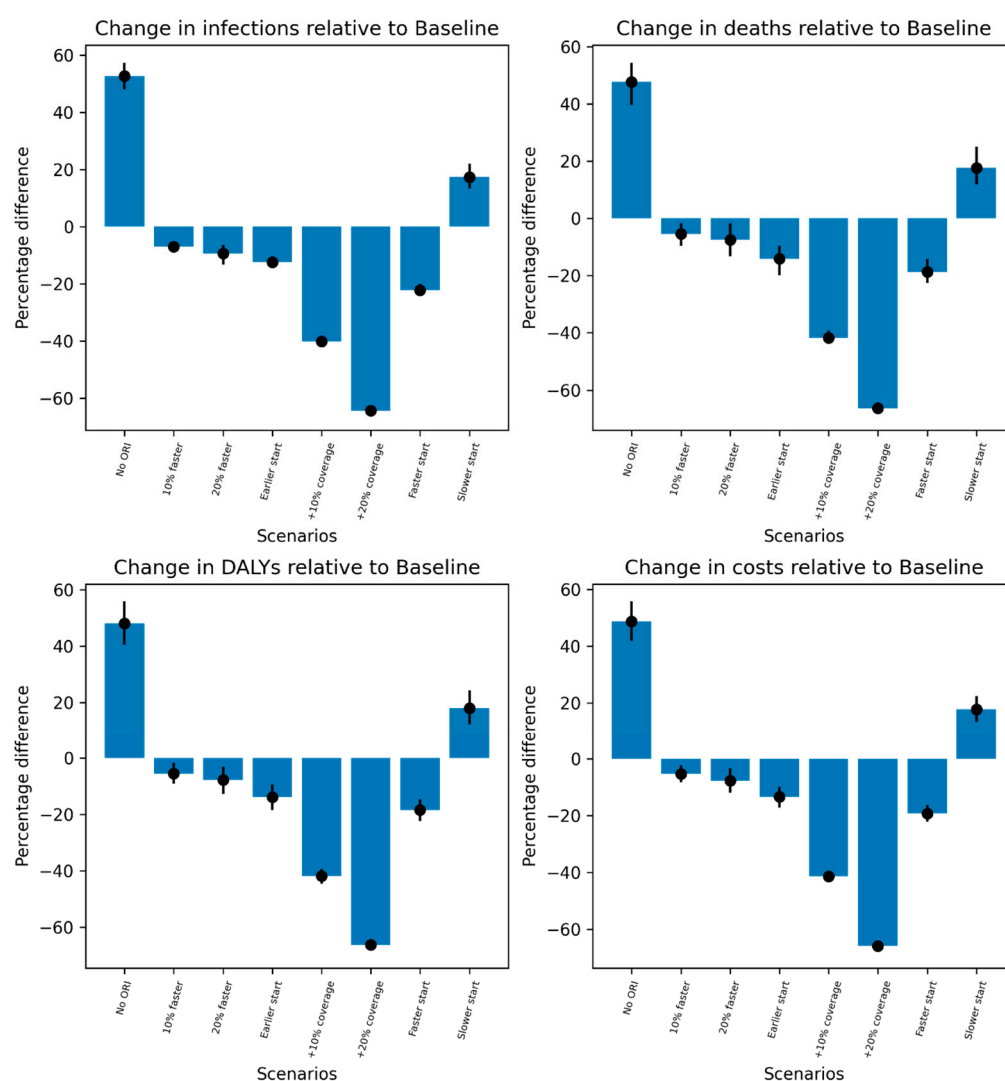 Change in infections relative to Baseline
Percentage difference
60
40
20
0
−20
−40
−60
No ORI
10% faster
20% faster
Earlier start
+10% coverage
+20% coverage
Faster start
Slower start
Scenarios
Change in deaths relative to Baseline
Percentage difference
60
40
20
0
−20
−40
−60
No ORI
10% faster
20% faster
Earlier start
+10% coverage
+20% coverage
Faster start
Slower start
Scenarios
Change in DALYs relative to Baseline
Percentage difference
60
40
20
0
−20
−40
−60
No ORI
10% faster
20% faster
Earlier start
+10% coverage
+20% coverage
Faster start
Slower start
Scenarios
Change in costs relative to Baseline
Percentage difference
60
40
20
0
−20
−40
−60
No ORI
10% faster
20% faster
Earlier start
+10% coverage
+20% coverage
Faster start
Slower start
Scenarios